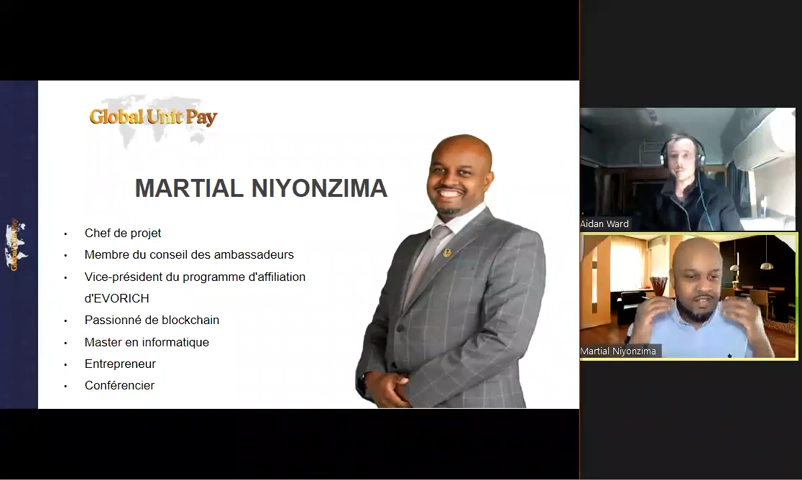 Global Unit Pay
MARTIAL NIYONZIMA
• Chef de projet
• Membre du conseil des ambassadeurs
• Vice-président du programme d'affiliation
d'EVORICH
• Passionné de blockchain
• Master en informatique
• Entrepreneur
• Conférencier
Aidan Ward
Martial Niyonzima